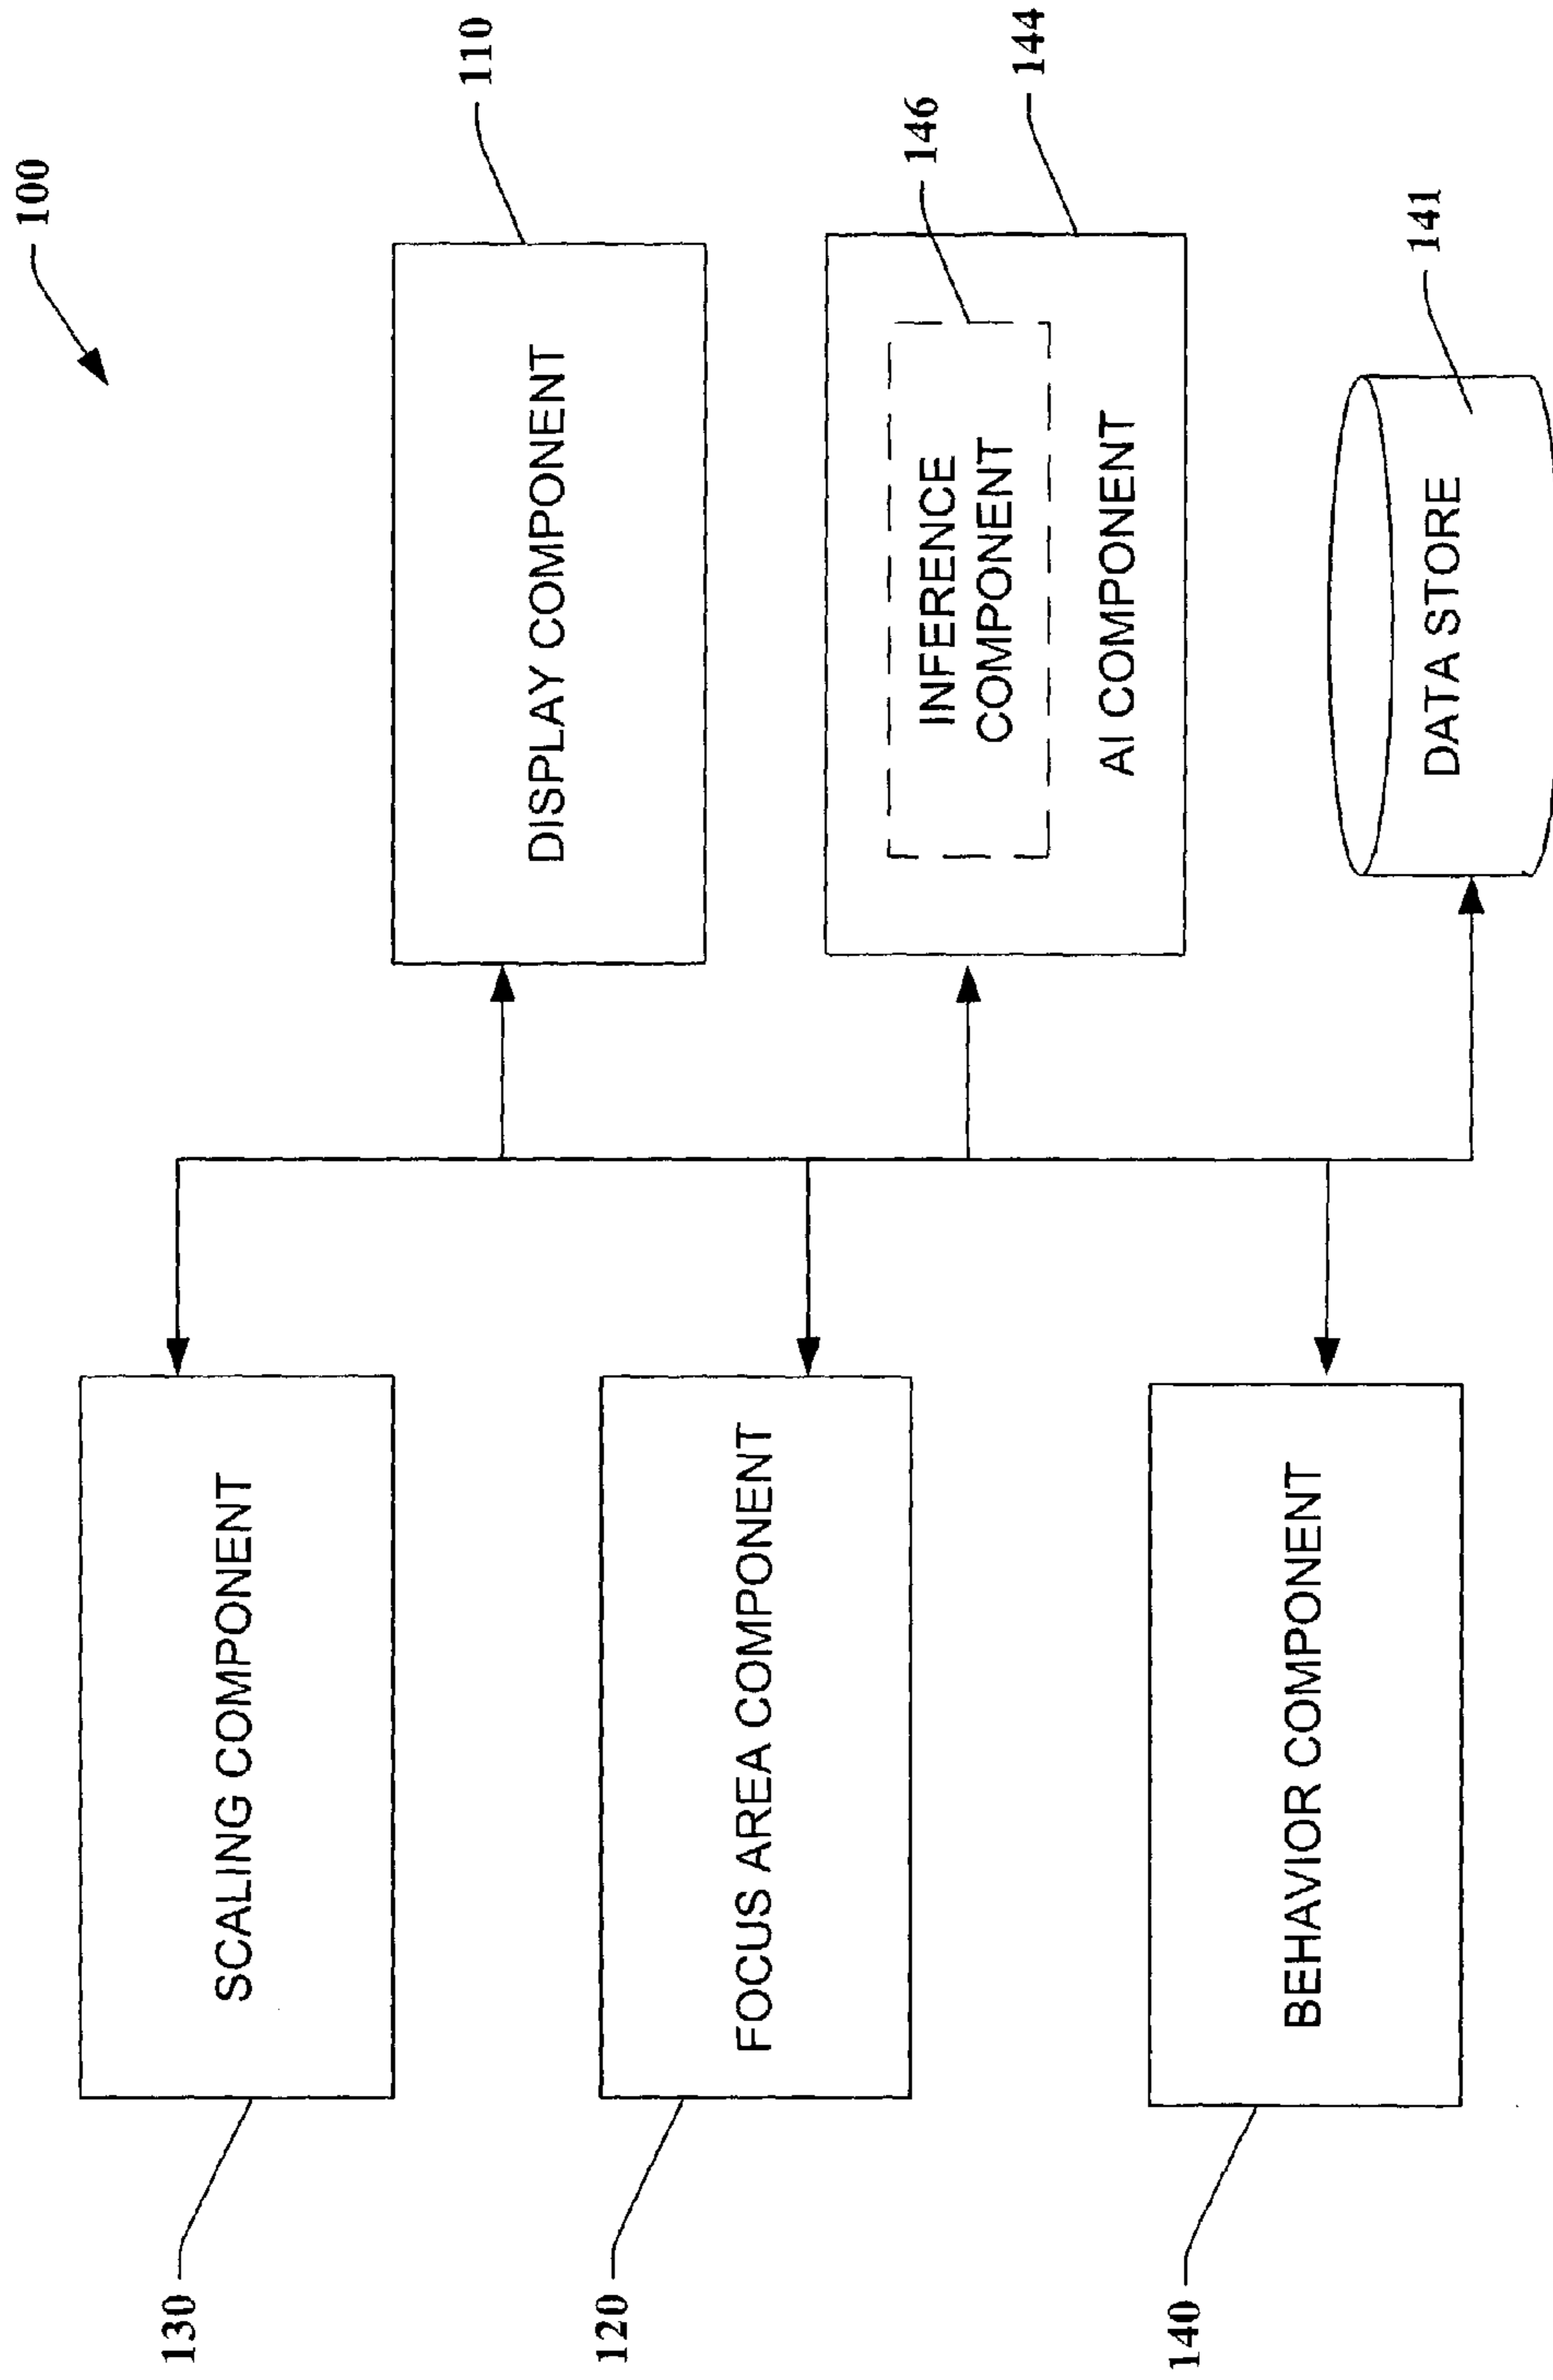 100
130
SCALING COMPONENT
DISPLAY COMPONENT
110
120
FOCUS AREA COMPONENT
INFERENCE
COMPONENT
146
AI COMPONENT
144
140
BEHAVIOR COMPONENT
DATA STORE
141